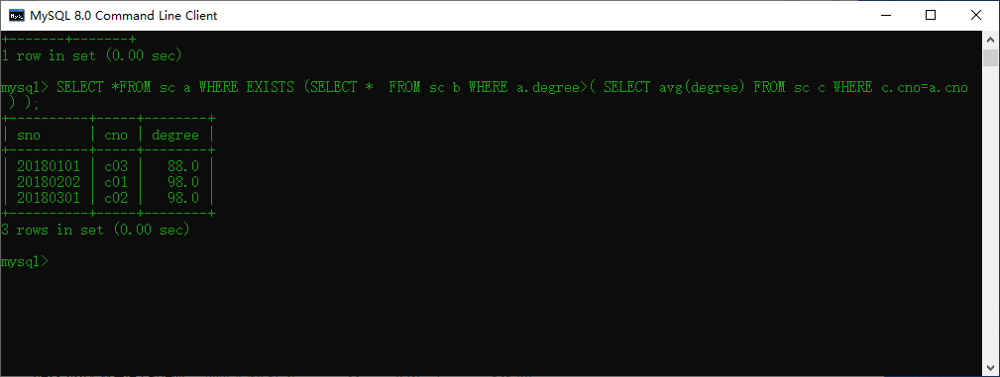 MySQL 8.0 Command Line Client
+-------+-------+
1 row in set (0.00 sec)
mysql> SELECT *FROM sc a WHERE EXISTS (SELECT *  FROM sc b WHERE a.degree>( SELECT avg(degree) FROM sc c WHERE c.cno=a.cno
 ) );
+----------+-----+--------+
| sno      | cno | degree |
+----------+-----+--------+
| 20180101 | c03 |   88.0 |
| 20180202 | c01 |   98.0 |
| 20180301 | c02 |   98.0 |
+----------+-----+--------+
3 rows in set (0.00 sec)
mysql>